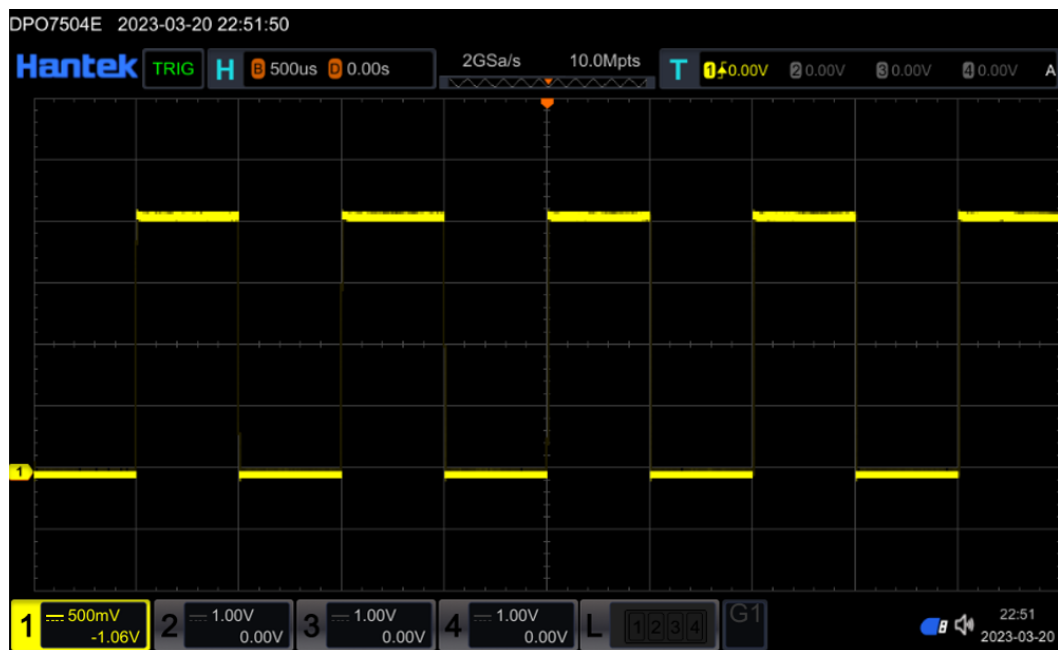 DPO7504E 2023-03-20 22:51:50
Hantek TRIG H B 500us D 0.00s 2GSa/s 10.0Mpts T 1 0.00V 2 0.00V 3 0.00V 4 0.00V A
1
1 500mV -1.06V 2 1.00V 0.00V 3 1.00V 0.00V 4 1.00V 0.00V L 1 2 3 4 G1 22:51
2023-03-20